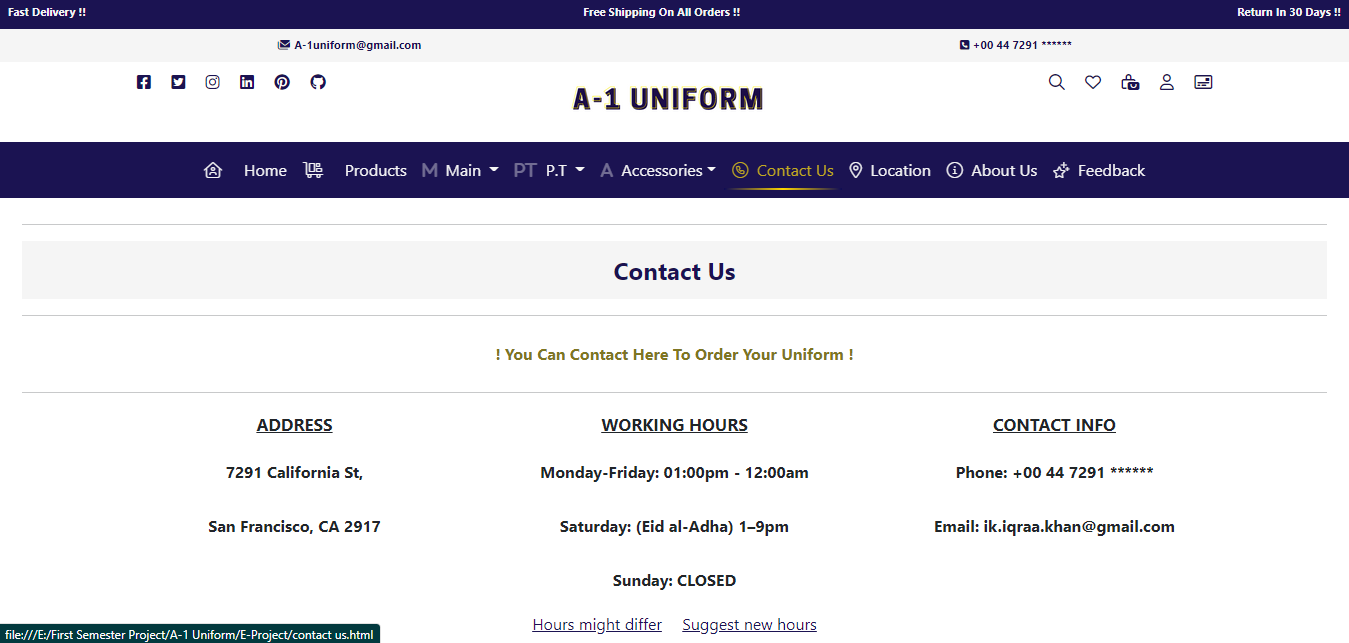 Fast Delivery !! Free Shipping On All Orders !! Return In 30 Days !!
A-1uniform@gmail.com +00 44 7291 ******
A-1 UNIFORM
Home Products M Main PT P.T A Accessories Contact Us Location About Us Feedback
Contact Us
! You Can Contact Here To Order Your Uniform !
ADDRESS WORKING HOURS CONTACT INFO
7291 California St, Monday-Friday: 01:00pm - 12:00am Phone: +00 44 7291 ******
San Francisco, CA 2917 Saturday: (Eid al-Adha) 1–9pm Email: ik.iqraa.khan@gmail.com
Sunday: CLOSED
Hours might differ Suggest new hours
file:///E:/First Semester Project/A-1 Uniform/E-Project/contact us.html